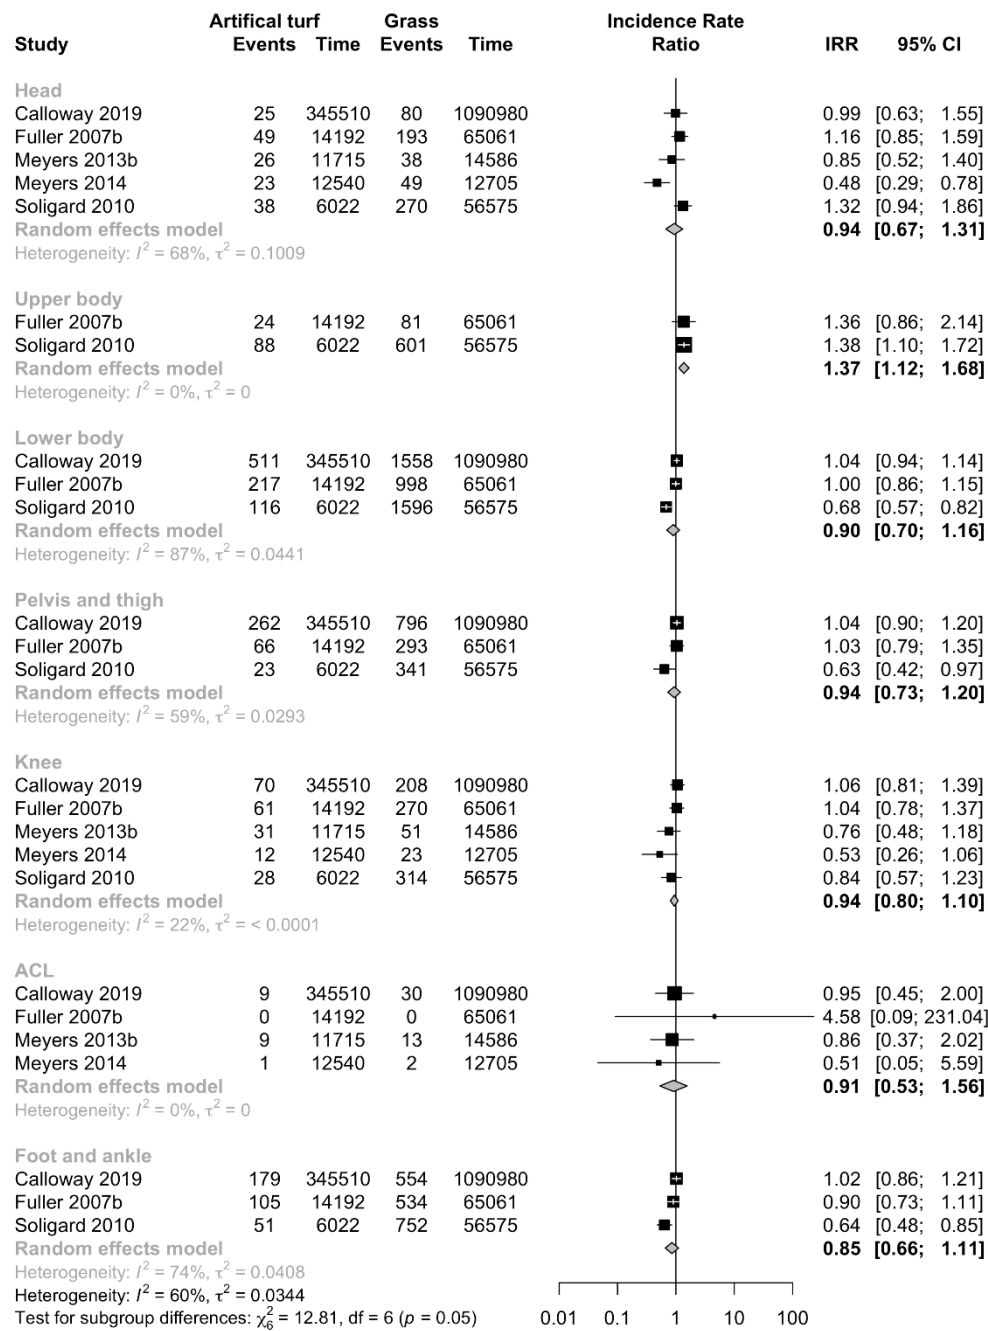 Artifical turf Grass Incidence Rate
Study Events Time Events Time Ratio IRR 95% CI
Head
Calloway 2019 25 345510 80 1090980 0.99 [0.63; 1.55]
Fuller 2007b 49 14192 193 65061 1.16 [0.85; 1.59]
Meyers 2013b 26 11715 38 14586 0.85 [0.52; 1.40]
Meyers 2014 23 12540 49 12705 0.48 [0.29; 0.78]
Soligard 2010 38 6022 270 56575 1.32 [0.94; 1.86]
Random effects model 0.94 [0.67; 1.31]
Heterogeneity: I² = 68%, τ² = 0.1009
Upper body
Fuller 2007b 24 14192 81 65061 1.36 [0.86; 2.14]
Soligard 2010 88 6022 601 56575 1.38 [1.10; 1.72]
Random effects model 1.37 [1.12; 1.68]
Heterogeneity: I² = 0%, τ² = 0
Lower body
Calloway 2019 511 345510 1558 1090980 1.04 [0.94; 1.14]
Fuller 2007b 217 14192 998 65061 1.00 [0.86; 1.15]
Soligard 2010 116 6022 1596 56575 0.68 [0.57; 0.82]
Random effects model 0.90 [0.70; 1.16]
Heterogeneity: I² = 87%, τ² = 0.0441
Pelvis and thigh
Calloway 2019 262 345510 796 1090980 1.04 [0.90; 1.20]
Fuller 2007b 66 14192 293 65061 1.03 [0.79; 1.35]
Soligard 2010 23 6022 341 56575 0.63 [0.42; 0.97]
Random effects model 0.94 [0.73; 1.20]
Heterogeneity: I² = 59%, τ² = 0.0293
Knee
Calloway 2019 70 345510 208 1090980 1.06 [0.81; 1.39]
Fuller 2007b 61 14192 270 65061 1.04 [0.78; 1.37]
Meyers 2013b 31 11715 51 14586 0.76 [0.48; 1.18]
Meyers 2014 12 12540 23 12705 0.53 [0.26; 1.06]
Soligard 2010 28 6022 314 56575 0.84 [0.57; 1.23]
Random effects model 0.94 [0.80; 1.10]
Heterogeneity: I² = 22%, τ² = < 0.0001
ACL
Calloway 2019 9 345510 30 1090980 0.95 [0.45; 2.00]
Fuller 2007b 0 14192 0 65061 4.58 [0.09; 231.04]
Meyers 2013b 9 11715 13 14586 0.86 [0.37; 2.02]
Meyers 2014 1 12540 2 12705 0.51 [0.05; 5.59]
Random effects model 0.91 [0.53; 1.56]
Heterogeneity: I² = 0%, τ² = 0
Foot and ankle
Calloway 2019 179 345510 554 1090980 1.02 [0.86; 1.21]
Fuller 2007b 105 14192 534 65061 0.90 [0.73; 1.11]
Soligard 2010 51 6022 752 56575 0.64 [0.48; 0.85]
Random effects model 0.85 [0.66; 1.11]
Heterogeneity: I² = 74%, τ² = 0.0408
Heterogeneity: I² = 60%, τ² = 0.0344
Test for subgroup differences: χ²₆ = 12.81, df = 6 (p = 0.05)
0.01 0.1 1 10 100